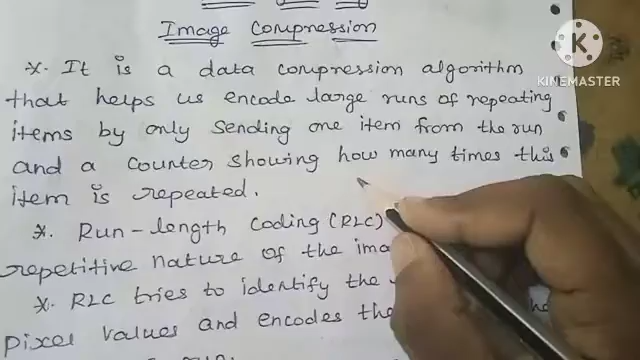 Image Compression
K
KINEMASTER
*. It is a data compression algorithm
that helps us encode large runs of repeating
items by only sending one item from the run
and a counter showing how many times this
item is repeated.
*. Run-length coding (RLC)
repetitive nature of the ima
*. RLC tries to identify the
pixel values and encodes the
run.